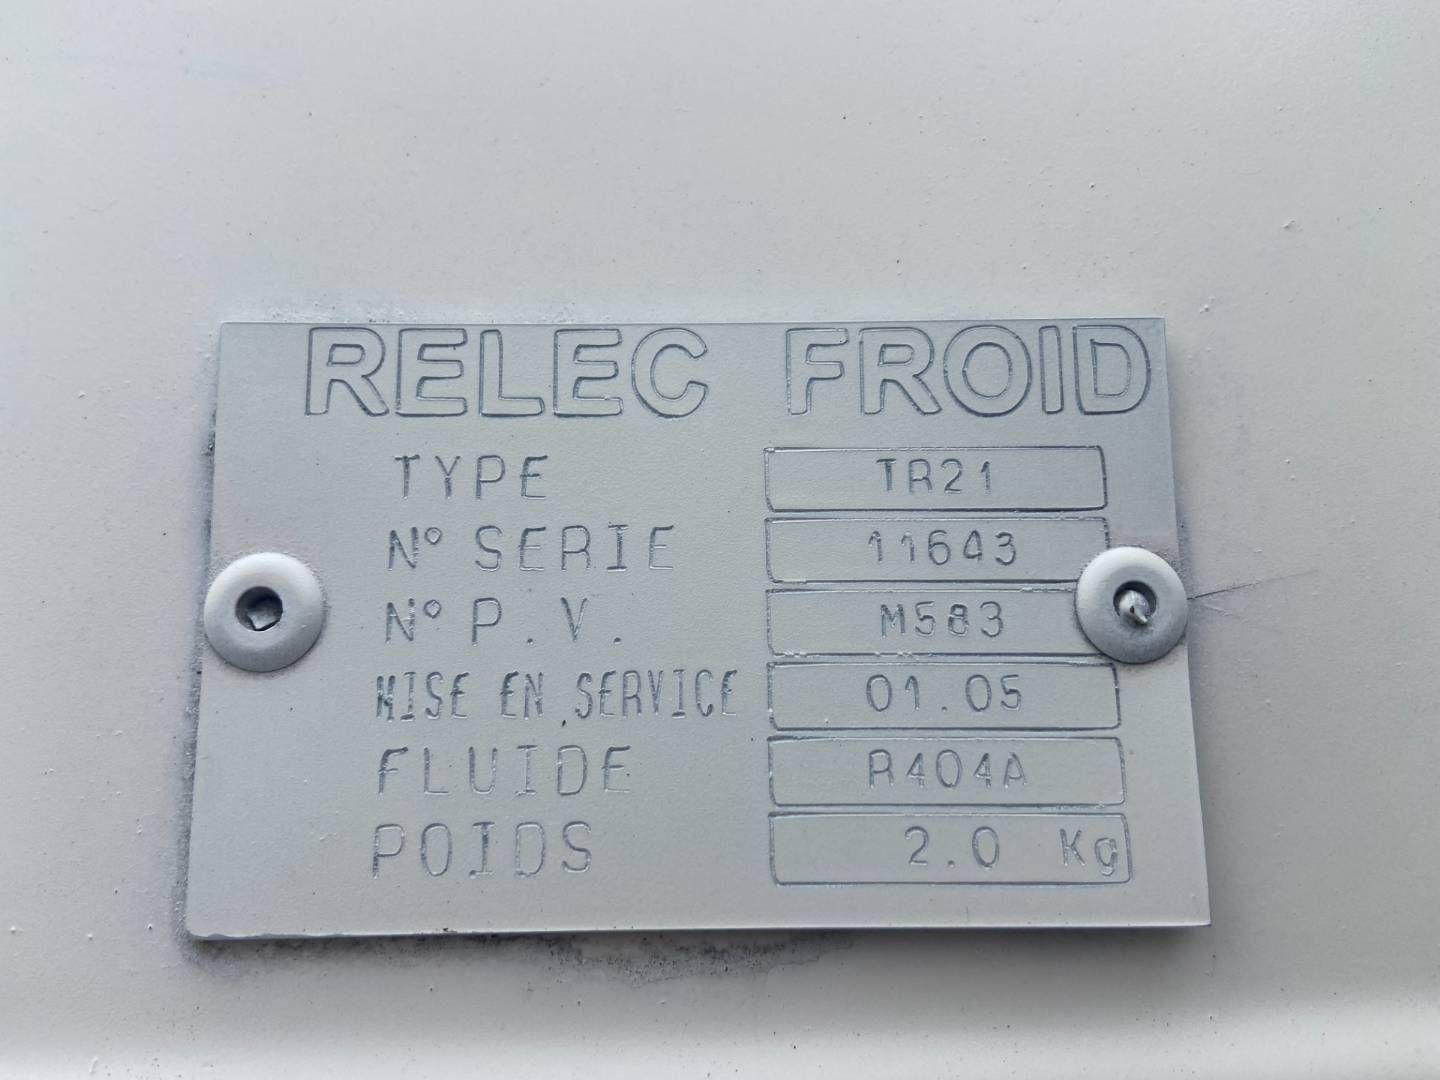 RELEC FROID
TYPE TR21
N° SERIE 11643
N° P.V. M583
MISE EN SERVICE 01.05
FLUIDE R404A
POIDS 2.0 Kg